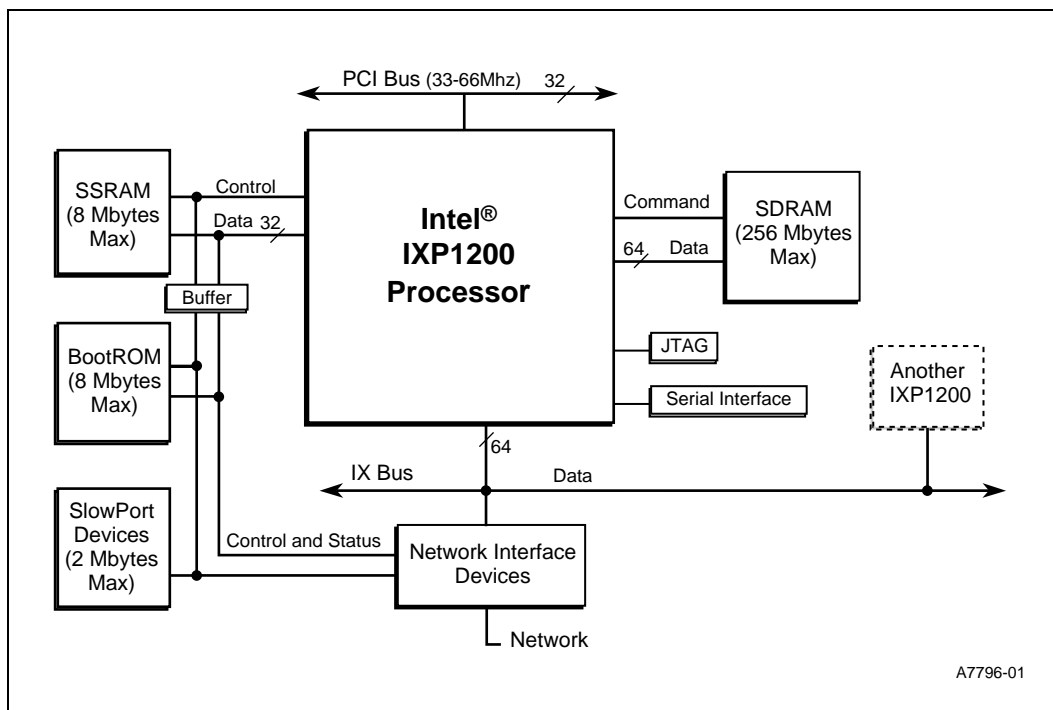 PCI Bus (33-66Mhz) 32
SSRAM
(8 Mbytes
Max)
Control
Data 32
Buffer
Intel®
IXP1200
Processor
Command
64 Data
SDRAM
(256 Mbytes
Max)
BootROM
(8 Mbytes
Max)
JTAG
Serial Interface
Another
IXP1200
64
IX Bus
Data
SlowPort
Devices
(2 Mbytes
Max)
Control and Status
Network Interface
Devices
Network
A7796-01